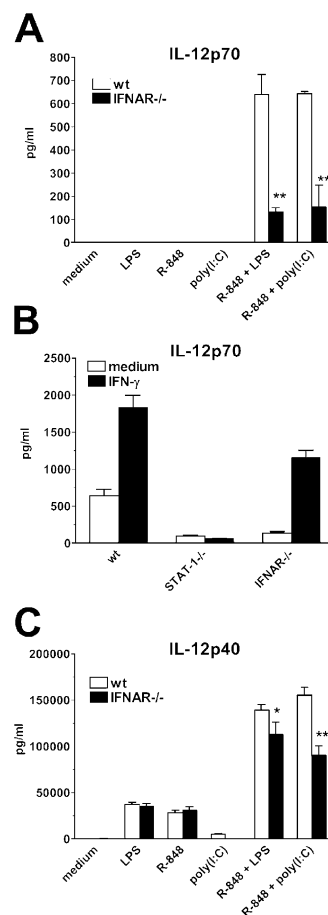 A
IL-12p70
800
700
600
500
400
300
200
100
0
pg/ml
wt
IFNAR-/-
**
**
medium
LPS
R-848
poly(I:C)
R-848 + LPS
R-848 + poly(I:C)
B
IL-12p70
2500
2000
1500
1000
500
0
pg/ml
medium
IFN-γ
wt
STAT-1-/-
IFNAR-/-
C
IL-12p40
200000
150000
100000
50000
0
pg/ml
wt
IFNAR-/-
*
**
medium
LPS
R-848
poly(I:C)
R-848 + LPS
R-848 + poly(I:C)